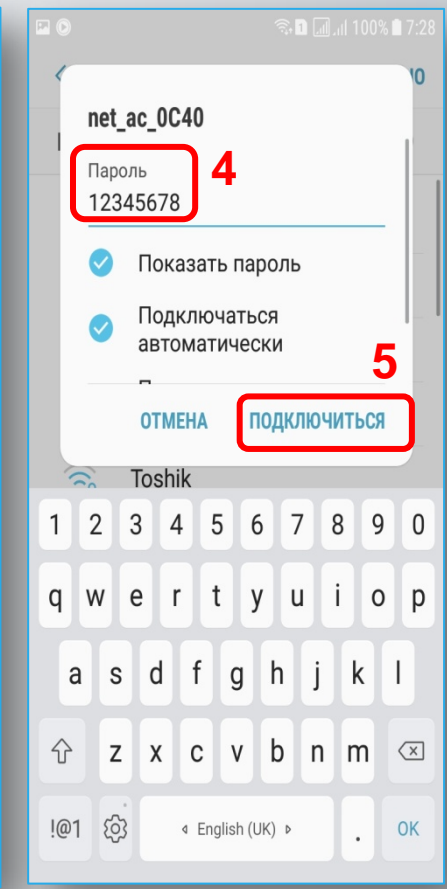 1 100% 7:28
Ю
net_ac_0C40
Пароль
4
12345678
Показать пароль
Подключаться
автоматически
5
ОТМЕНА ПОДКЛЮЧИТЬСЯ
Toshik
1 2 3 4 5 6 7 8 9 0
q w e r t y u i o p
a s d f g h j k l
z x c v b n m
!@1 English (UK) . OK